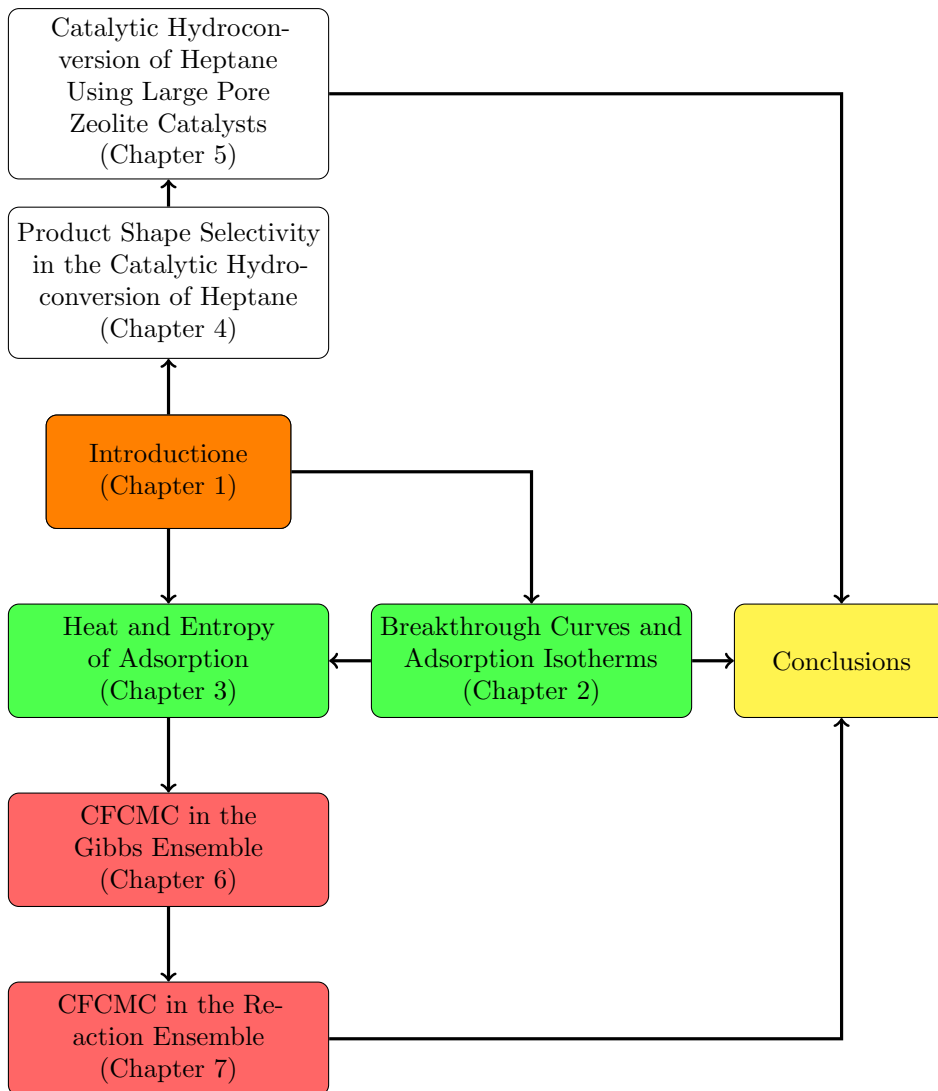 Catalytic Hydrocon-
version of Heptane
Using Large Pore
Zeolite Catalysts
(Chapter 5)
Product Shape Selectivity
in the Catalytic Hydro-
conversion of Heptane
(Chapter 4)
Introductione
(Chapter 1)
Heat and Entropy
of Adsorption
(Chapter 3)
Breakthrough Curves and
Adsorption Isotherms
(Chapter 2)
Conclusions
CFCMC in the
Gibbs Ensemble
(Chapter 6)
CFCMC in the Re-
action Ensemble
(Chapter 7)